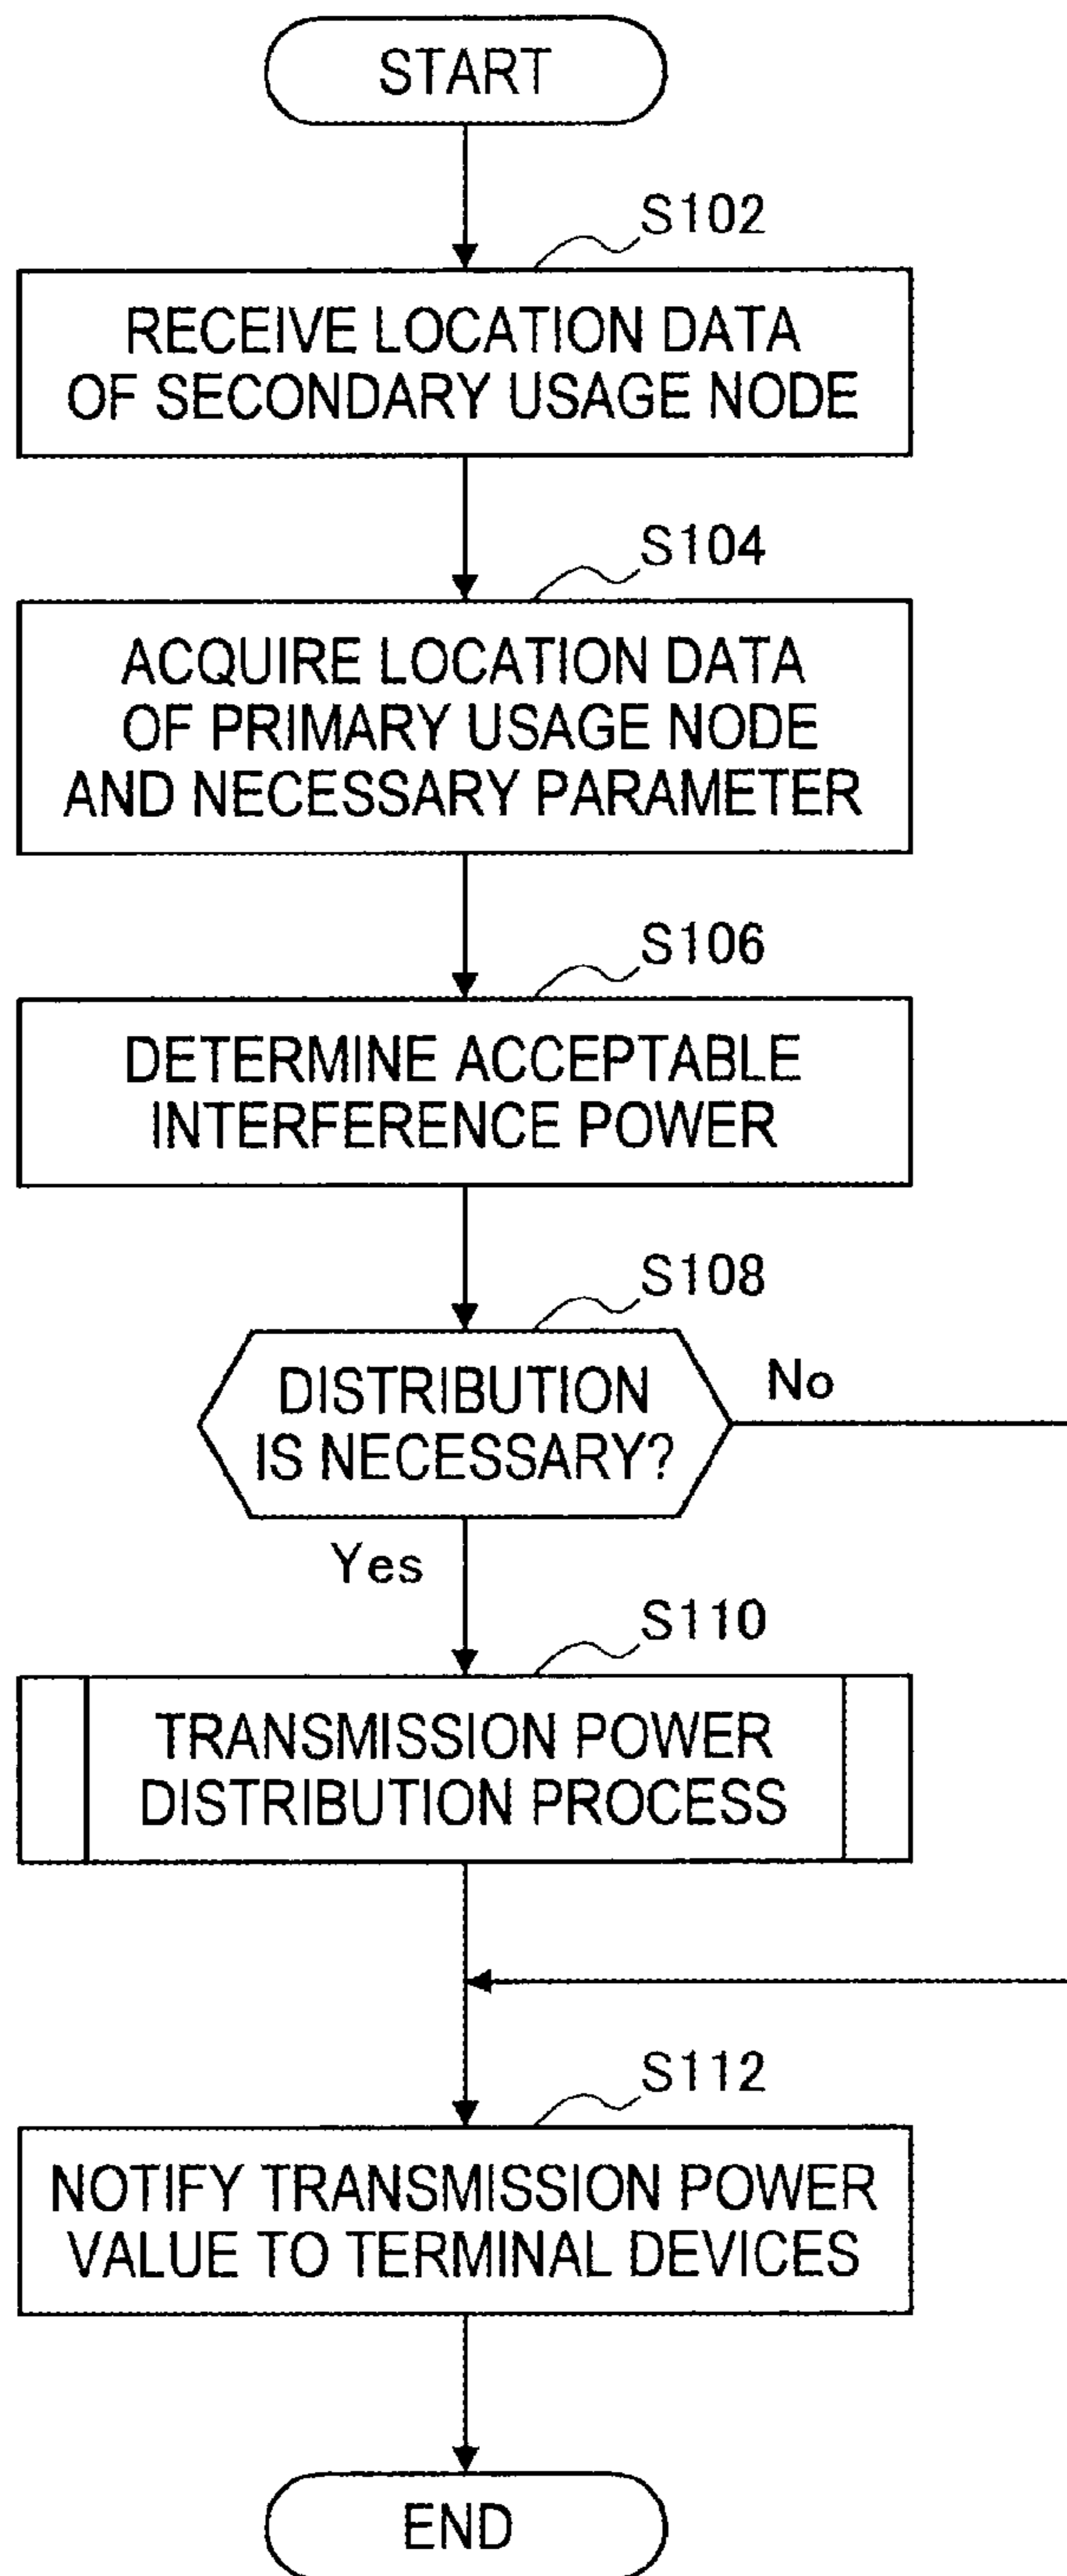 START
S102
RECEIVE LOCATION DATA
OF SECONDARY USAGE NODE
S104
ACQUIRE LOCATION DATA
OF PRIMARY USAGE NODE
AND NECESSARY PARAMETER
S106
DETERMINE ACCEPTABLE
INTERFERENCE POWER
S108
DISTRIBUTION
IS NECESSARY?
No
Yes
S110
TRANSMISSION POWER
DISTRIBUTION PROCESS
S112
NOTIFY TRANSMISSION POWER
VALUE TO TERMINAL DEVICES
END